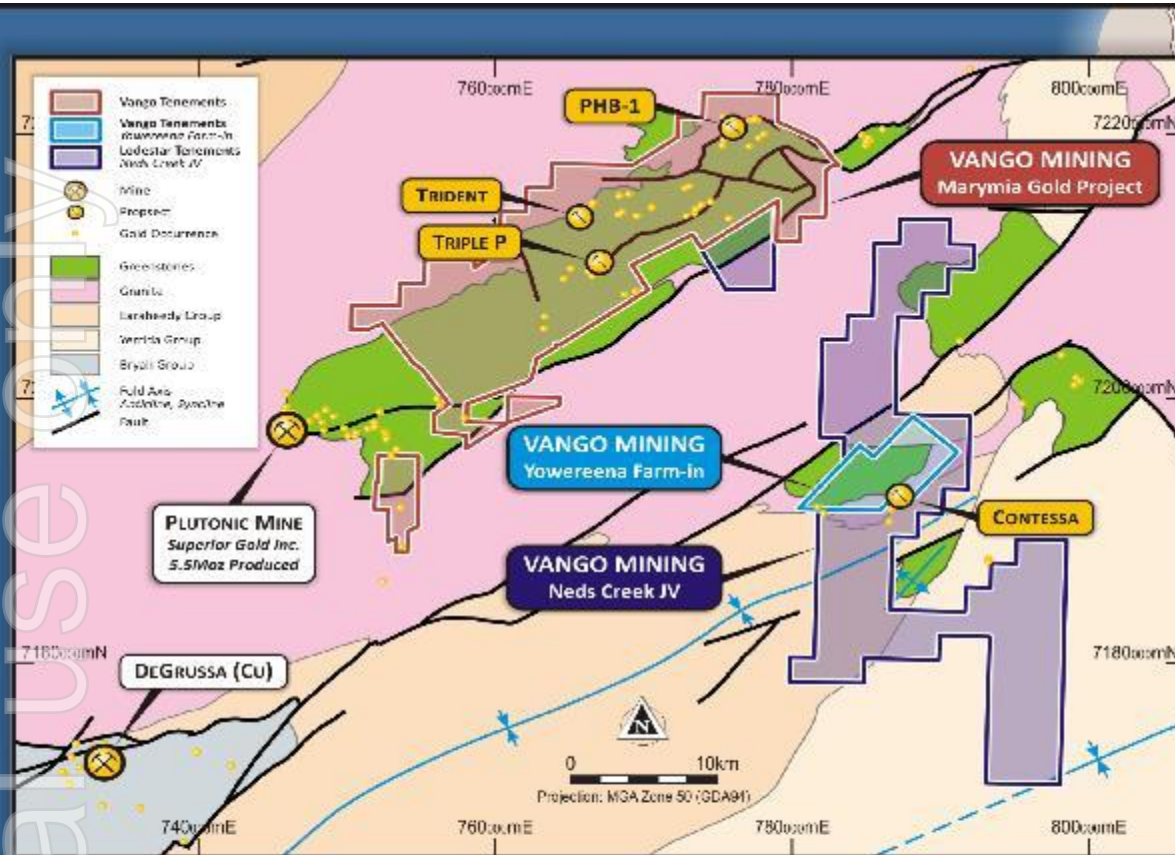 Vango Tenements
Vango Tenements
Yowereena Farm-in
Lodestar Tenements
Neds Creek JV
Mine
Gold Occurrence
Greenstones
Granite
Fold Axis
Fault
760000mE
780000mE
800000mE
7220000mN
PHB-1
TRIDENT
TRIPLE P
VANGO MINING
Marymia Gold Project
7200000mN
VANGO MINING
Yowereena Farm-in
CONTESSA
PLUTONIC MINE
Superior Gold Inc.
5.5Moz Produced
VANGO MINING
Neds Creek JV
7180000mN
7180000mN
DEGRUSSA (CU)
N
0 10km
Projection: MGA Zone 50 (GDA94)
740000mE
760000mE
780000mE
800000mE
al use only